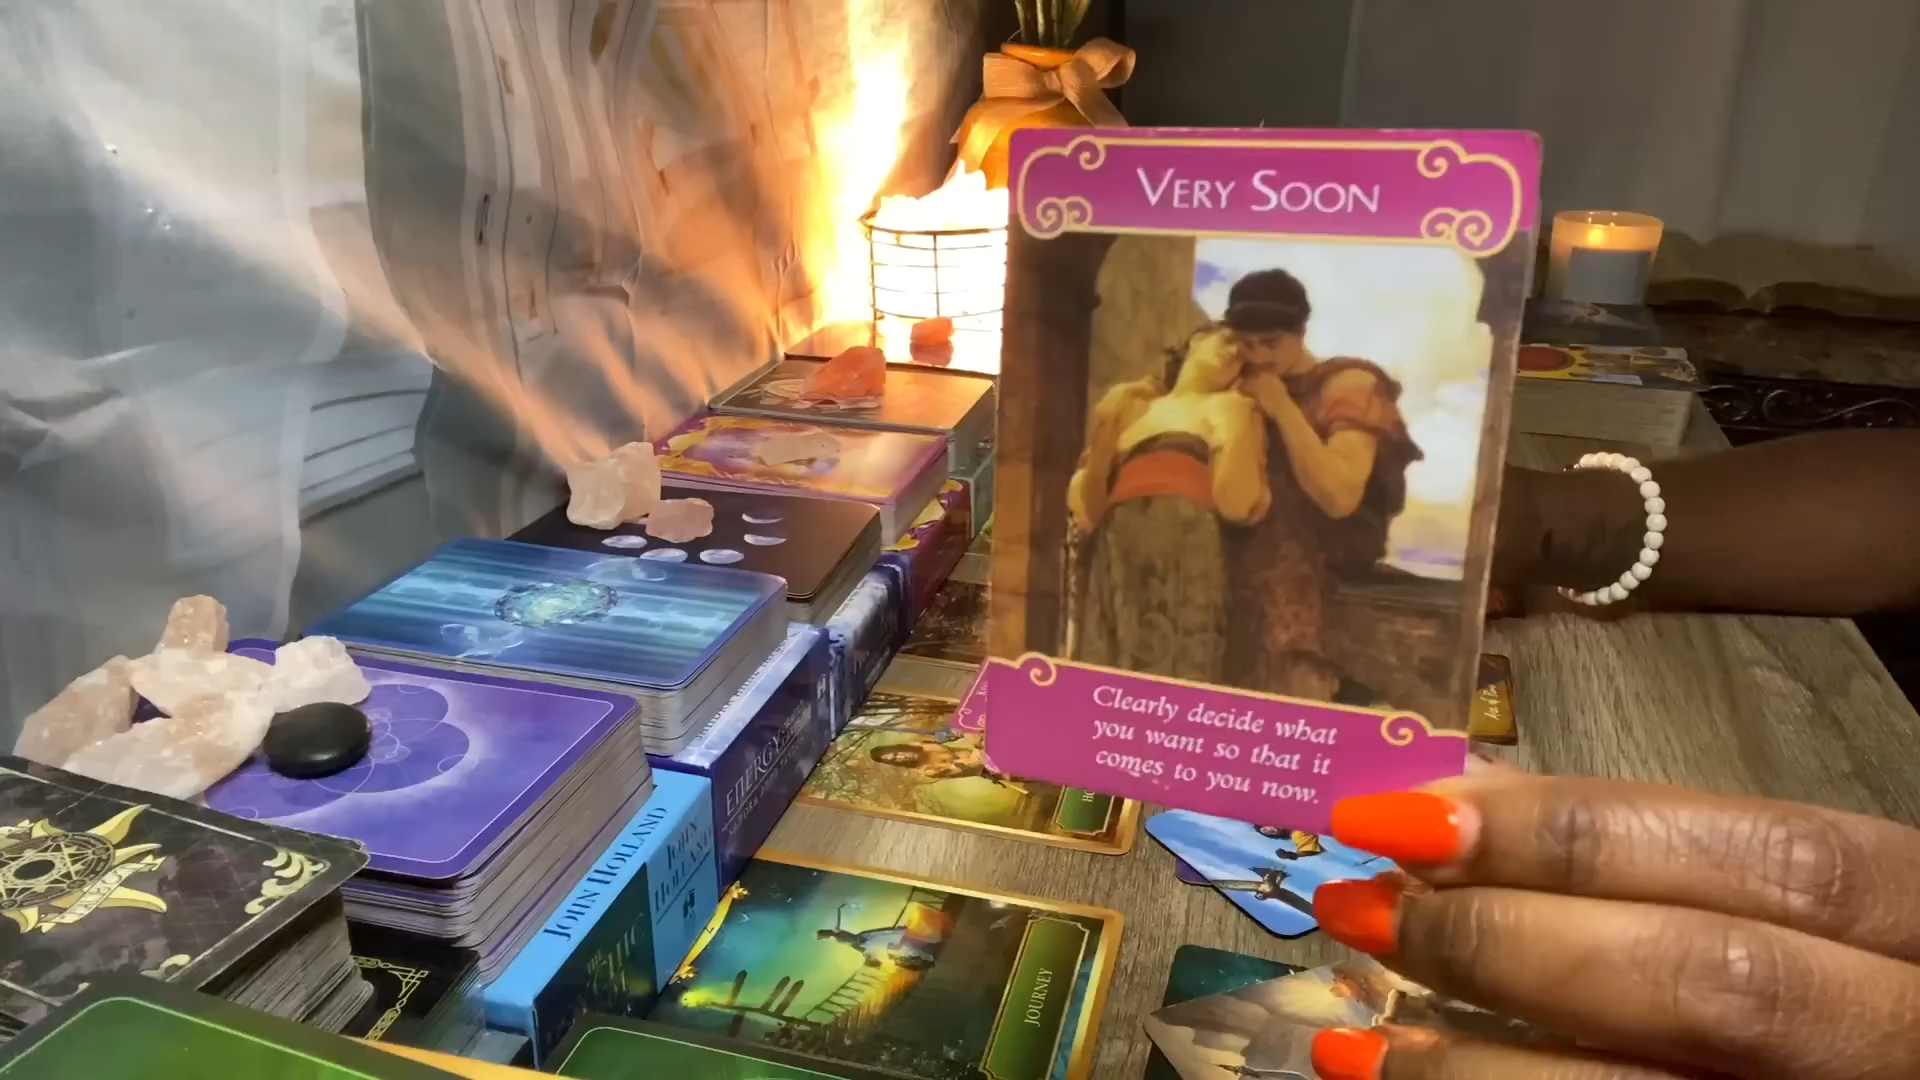 VERY SOON
Clearly decide what
you want so that it
comes to you now.
JOHN HOLLAND
JOHN
HOLLAND
ENERGY
JOURNEY